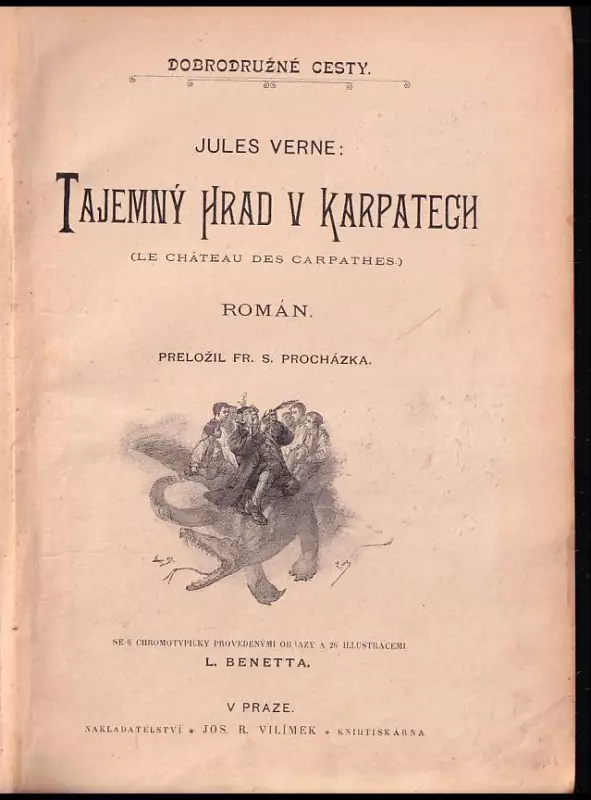 DOBRODRUŽNÉ CESTY.
JULES VERNE:
TAJEMNÝ HRAD V KARPATECH
(LE CHÂTEAU DES CARPATHES.)
ROMÁN.
PRELOŽIL FR. S. PROCHÁZKA.
SE 6 CHROMOTYPICKY PROVEDENÝMI OBRAZY A 26 ILLUSTRACEMI
L. BENETTA.
V PRAZE.
NAKLADATELSTVÍ * JOS. R. VILÍMEK * KNIHTISKÁRNA